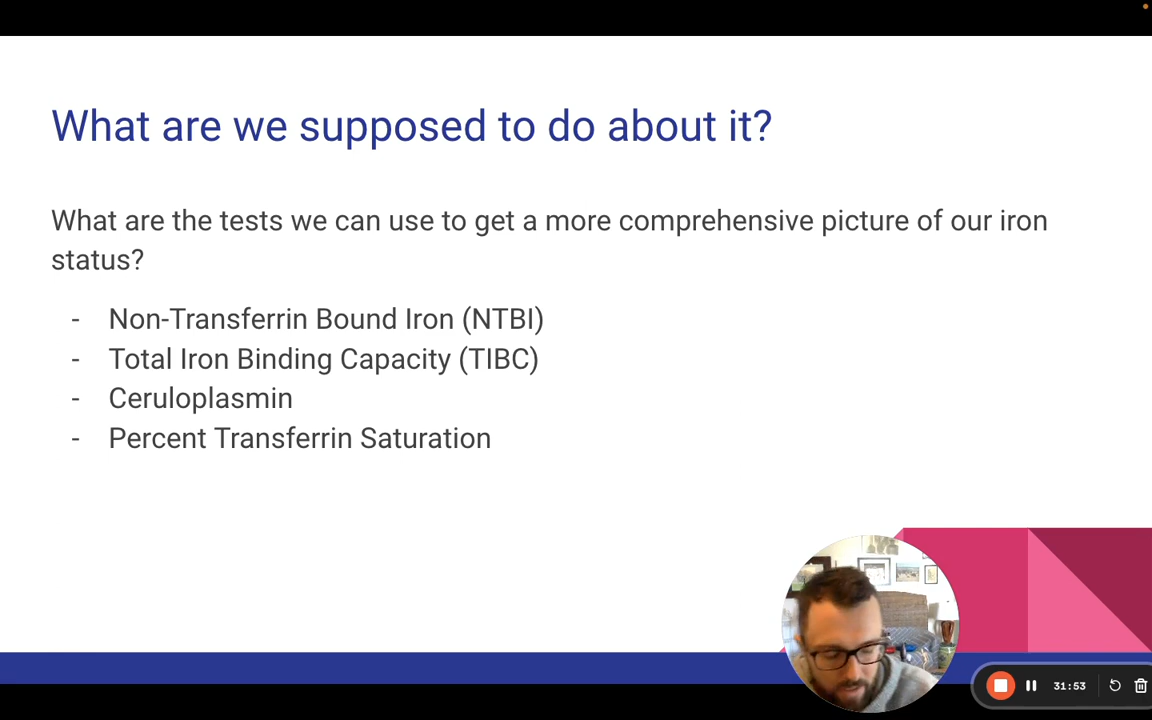 What are we supposed to do about it?
What are the tests we can use to get a more comprehensive picture of our iron
status?
- Non-Transferrin Bound Iron (NTBI)
- Total Iron Binding Capacity (TIBC)
- Ceruloplasmin
- Percent Transferrin Saturation
31:53